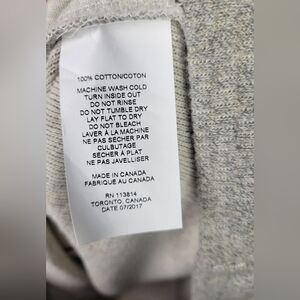 100% COTTON/COTON
MACHINE WASH COLD
TURN INSIDE OUT
DO NOT RINSE
DO NOT TUMBLE DRY
LAY FLAT TO DRY
DO NOT BLEACH
LAVER À LA MACHINE
NE PAS SÉCHER PAR
CULBUTAGE
SÉCHER À PLAT
NE PAS JAVELLISER
MADE IN CANADA
FABRIQUÉ AU CANADA
RN 113814
TORONTO, CANADA
DATE 07/2017